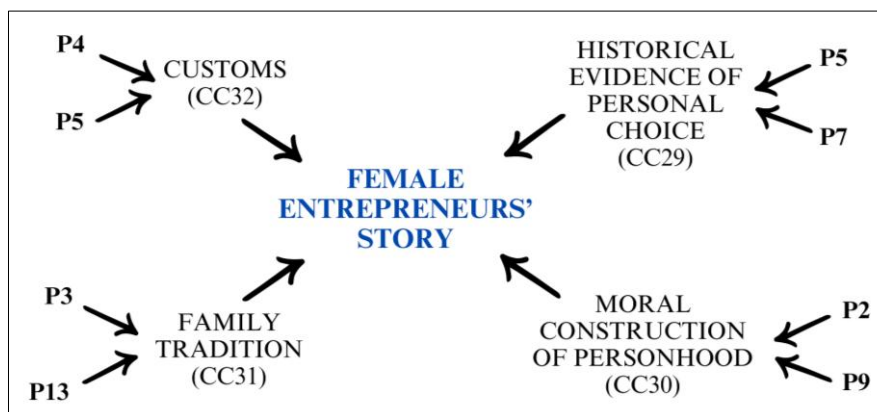 P4
CUSTOMS
(CC32)
P5
HISTORICAL
EVIDENCE OF
PERSONAL
CHOICE
(CC29)
P5
P7
FEMALE
ENTREPRENEURS’
STORY
P3
FAMILY
TRADITION
(CC31)
P13
MORAL
CONSTRUCTION
OF PERSONHOOD
(CC30)
P2
P9